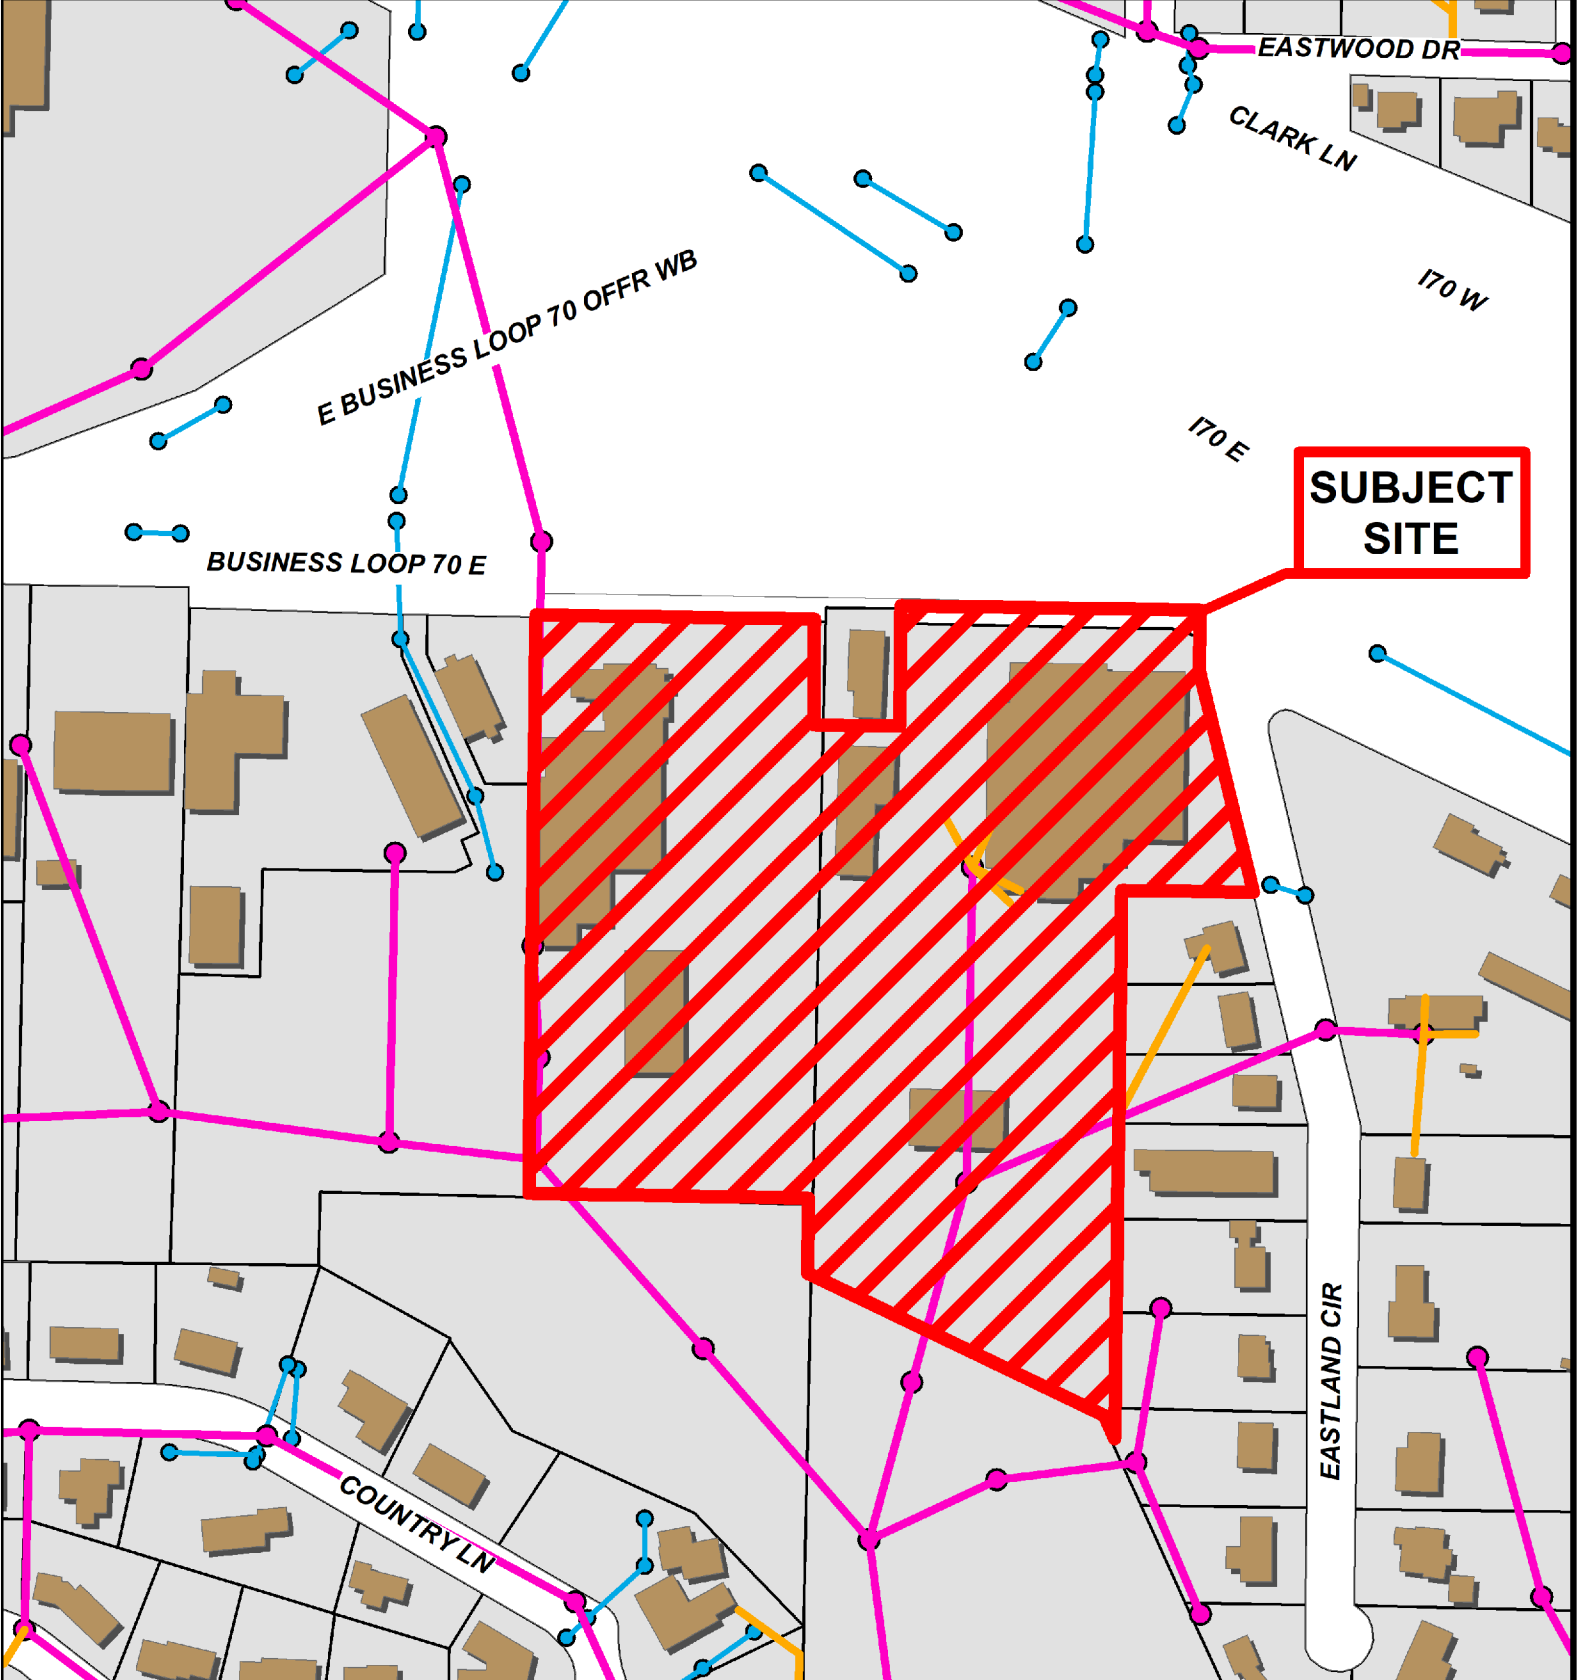 EASTWOOD DR
CLARK LN
I70 W
E BUSINESS LOOP 70 OFFR WB
I70 E
SUBJECT
SITE
BUSINESS LOOP 70 E
EASTLAND CIR
COUNTRY LN